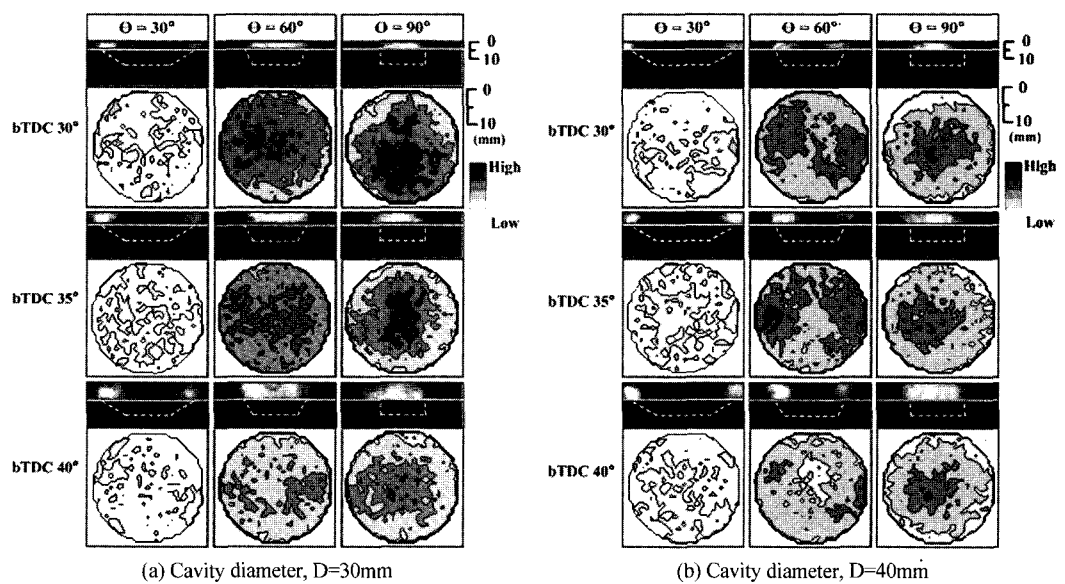 Θ = 30° Θ = 60° Θ = 90°
0
10
0
10
(mm)
bTDC 30°
High
Low
bTDC 35°
bTDC 40°
(a) Cavity diameter, D=30mm
Θ = 30° Θ = 60° Θ = 90°
0
10
0
10
(mm)
bTDC 30°
High
Low
bTDC 35°
bTDC 40°
(b) Cavity diameter, D=40mm